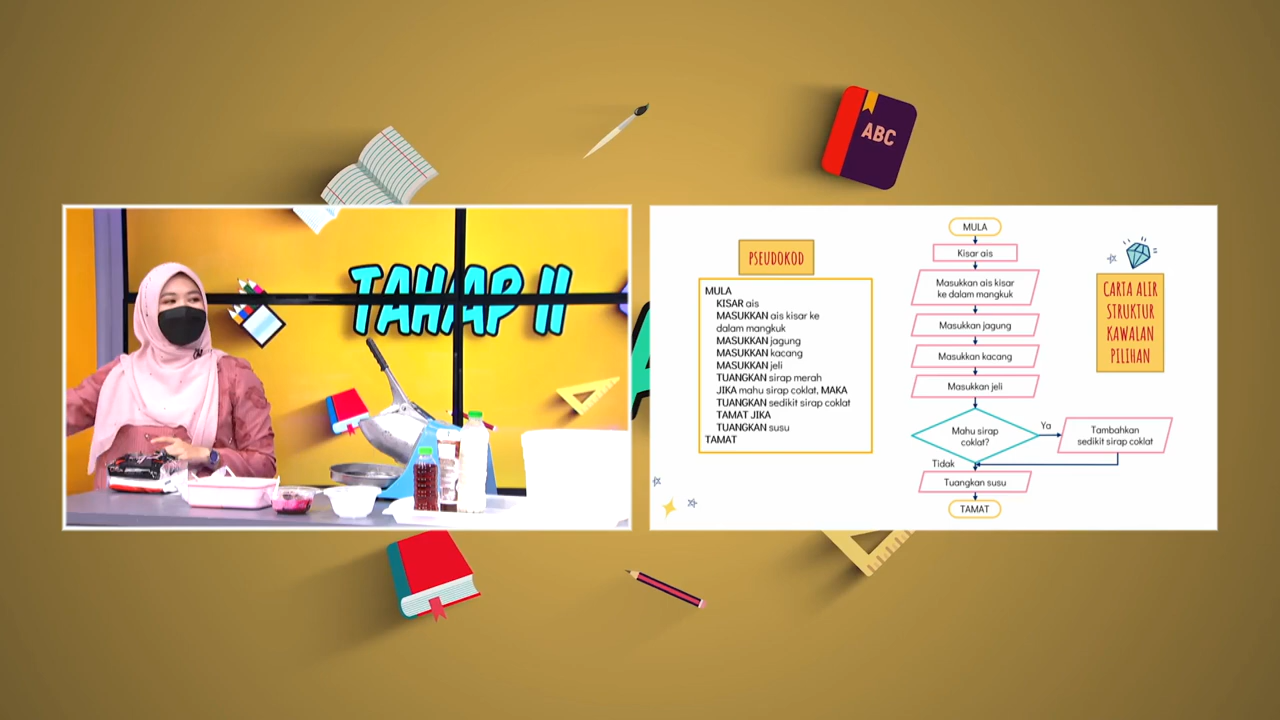 ABC
TAHAP II
PSEUDOKOD
MULA
KISAR ais
MASUKKAN ais kisar ke
dalam mangkuk
MASUKKAN jagung
MASUKKAN kacang
MASUKKAN jeli
TUANGKAN sirap merah
JIKA mahu sirap coklat, MAKA
TUANGKAN sedikit sirap coklat
TAMAT JIKA
TUANGKAN susu
TAMAT
MULA
Kisar ais
Masukkan ais kisar
ke dalam mangkuk
Masukkan jagung
Masukkan kacang
Masukkan jeli
Mahu sirap
coklat?
Ya
Tambahkan
sedikit sirap coklat
Tidak
Tuangkan susu
TAMAT
CARTA ALIR
STRUKTUR
KAWALAN
PILIHAN